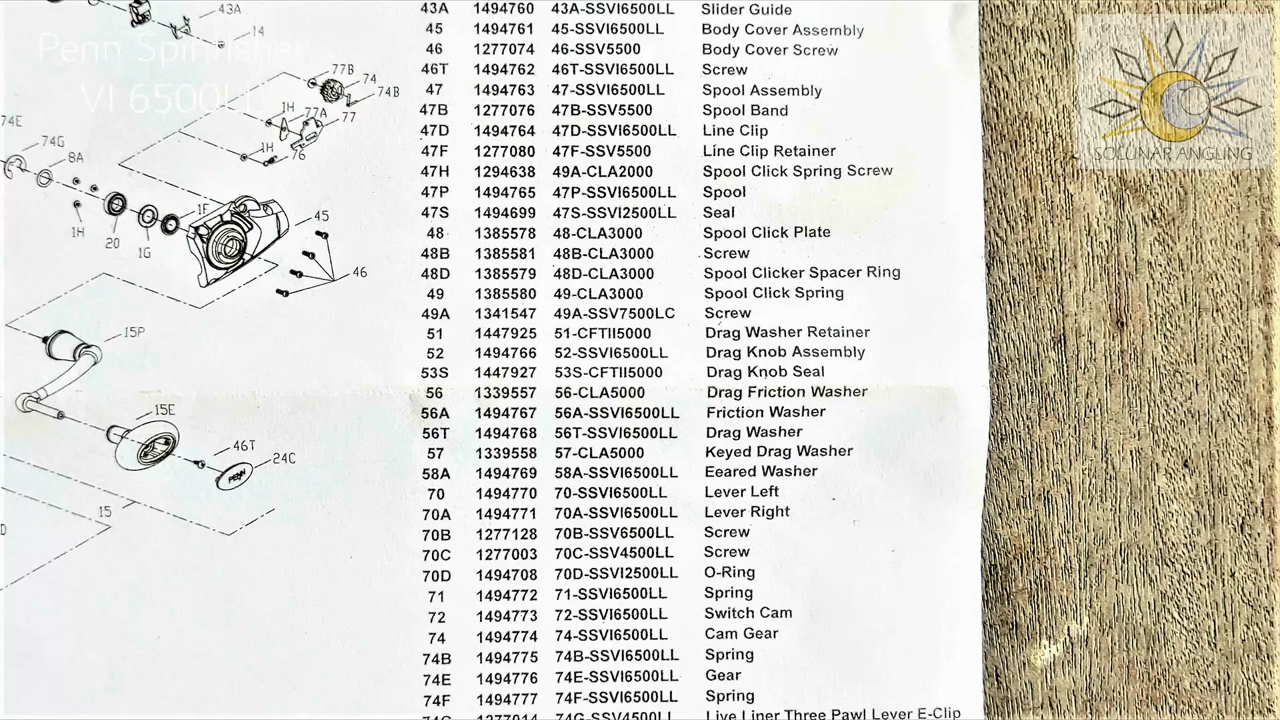 Penn Spinfisher
VI 6500LL
SOLUNAR ANGLING
43A
14
77B
74
74B
1H
77A
77
1H
76
74E
74G
8A
1H
20
1G
1F
45
46
15P
15E
46T
24C
PENN
15
43A 1494760 43A-SSVI6500LL Slider Guide
45 1494761 45-SSVI6500LL Body Cover Assembly
46 1277074 46-SSV5500 Body Cover Screw
46T 1494762 46T-SSVI6500LL Screw
47 1494763 47-SSVI6500LL Spool Assembly
47B 1277076 47B-SSV5500 Spool Band
47D 1494764 47D-SSVI6500LL Line Clip
47F 1277080 47F-SSV5500 Line Clip Retainer
47H 1294638 49A-CLA2000 Spool Click Spring Screw
47P 1494765 47P-SSVI6500LL Spool
47S 1494699 47S-SSVI2500LL Seal
48 1385578 48-CLA3000 Spool Click Plate
48B 1385581 48B-CLA3000 Screw
48D 1385579 48D-CLA3000 Spool Clicker Spacer Ring
49 1385580 49-CLA3000 Spool Click Spring
49A 1341547 49A-SSV7500LC Screw
51 1447925 51-CFTII5000 Drag Washer Retainer
52 1494766 52-SSVI6500LL Drag Knob Assembly
53S 1447927 53S-CFTII5000 Drag Knob Seal
56 1339557 56-CLA5000 Drag Friction Washer
56A 1494767 56A-SSVI6500LL Friction Washer
56T 1494768 56T-SSVI6500LL Drag Washer
57 1339558 57-CLA5000 Keyed Drag Washer
58A 1494769 58A-SSVI6500LL Eeared Washer
70 1494770 70-SSVI6500LL Lever Left
70A 1494771 70A-SSVI6500LL Lever Right
70B 1277128 70B-SSV6500LL Screw
70C 1277003 70C-SSV4500LL Screw
70D 1494708 70D-SSVI2500LL O-Ring
71 1494772 71-SSVI6500LL Spring
72 1494773 72-SSVI6500LL Switch Cam
74 1494774 74-SSVI6500LL Cam Gear
74B 1494775 74B-SSVI6500LL Spring
74E 1494776 74E-SSVI6500LL Gear
74F 1494777 74F-SSVI6500LL Spring
74G 1277014 74G-SSV4500LL Live Liner Three Pawl Lever E-Clip